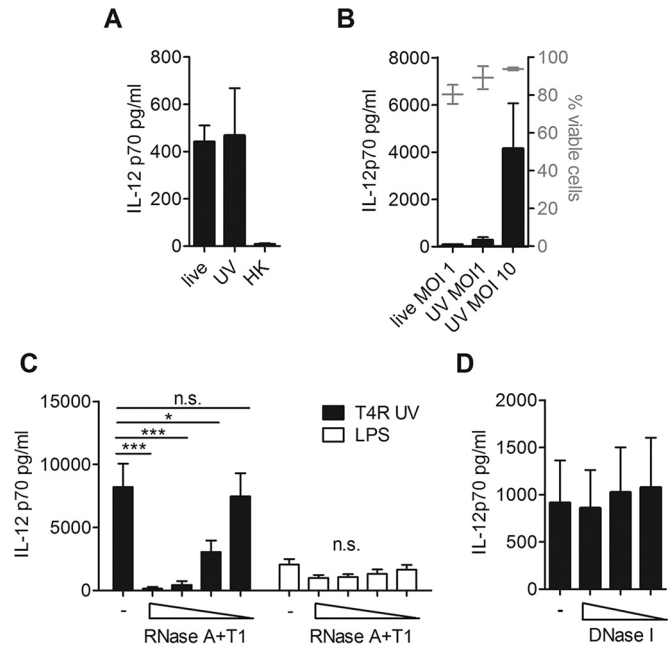 A
IL-12 p70 pg/ml
800
600
400
200
0
live
UV
HK
B
IL-12p70 pg/ml
8000
6000
4000
2000
0
100
80
60
40
20
0
% viable cells
live MOI 1
UV MOI1
UV MOI 10
C
IL-12 p70 pg/ml
15000
10000
5000
0
n.s.
*
***
***
T4R UV
LPS
n.s.
-
RNase A+T1
-
RNase A+T1
D
IL-12p70 pg/ml
2000
1500
1000
500
0
-
DNase I